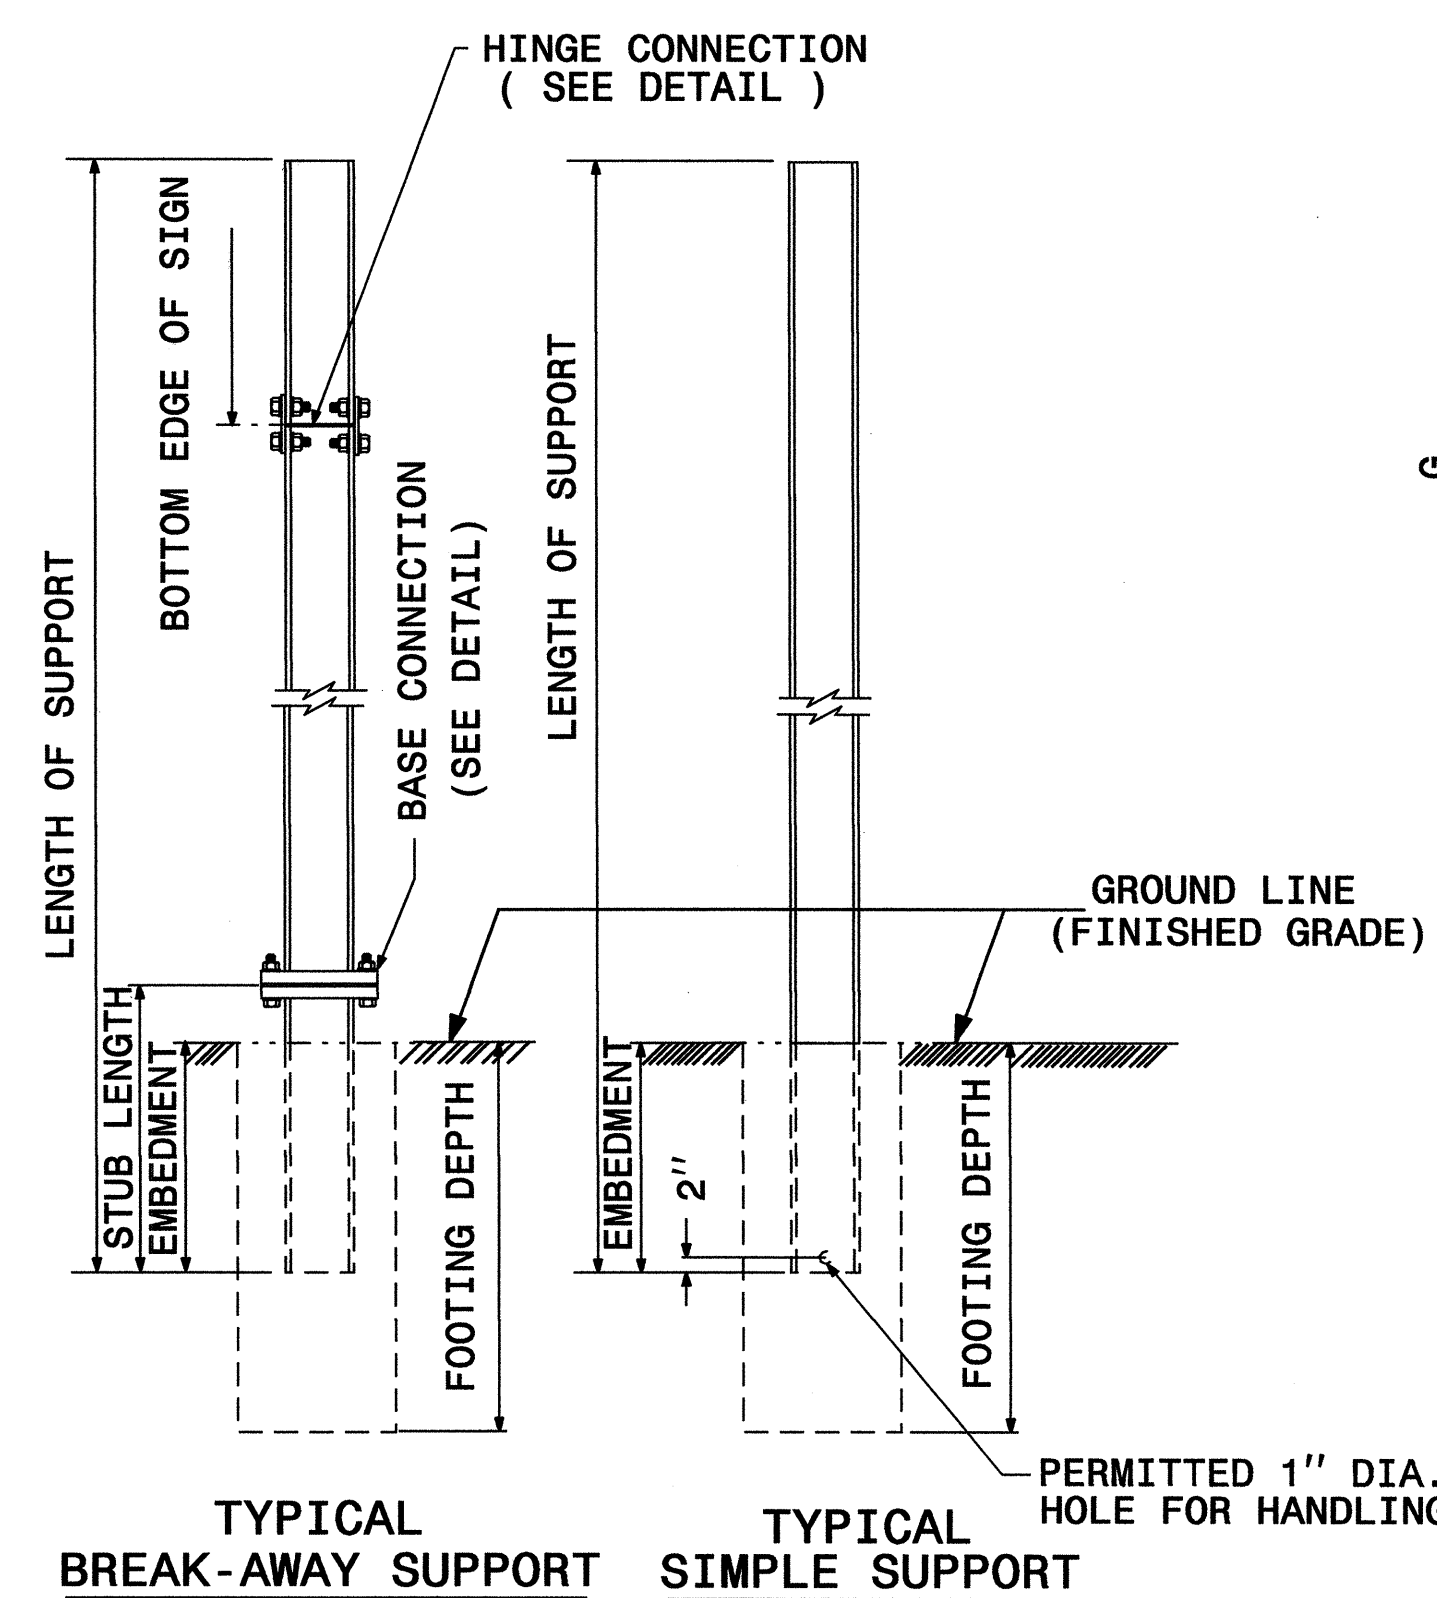 HINGE CONNECTION
( SEE DETAIL )
LENGTH OF SUPPORT
BOTTOM EDGE OF SIGN
BASE CONNECTION
(SEE DETAIL)
STUB LENGTH
EMBEDMENT
FOOTING DEPTH
LENGTH OF SUPPORT
GROUND LINE
(FINISHED GRADE)
EMBEDMENT
2"
FOOTING DEPTH
PERMITTED 1" DIA.
HOLE FOR HANDLING
TYPICAL
BREAK-AWAY SUPPORT
TYPICAL
SIMPLE SUPPORT
G